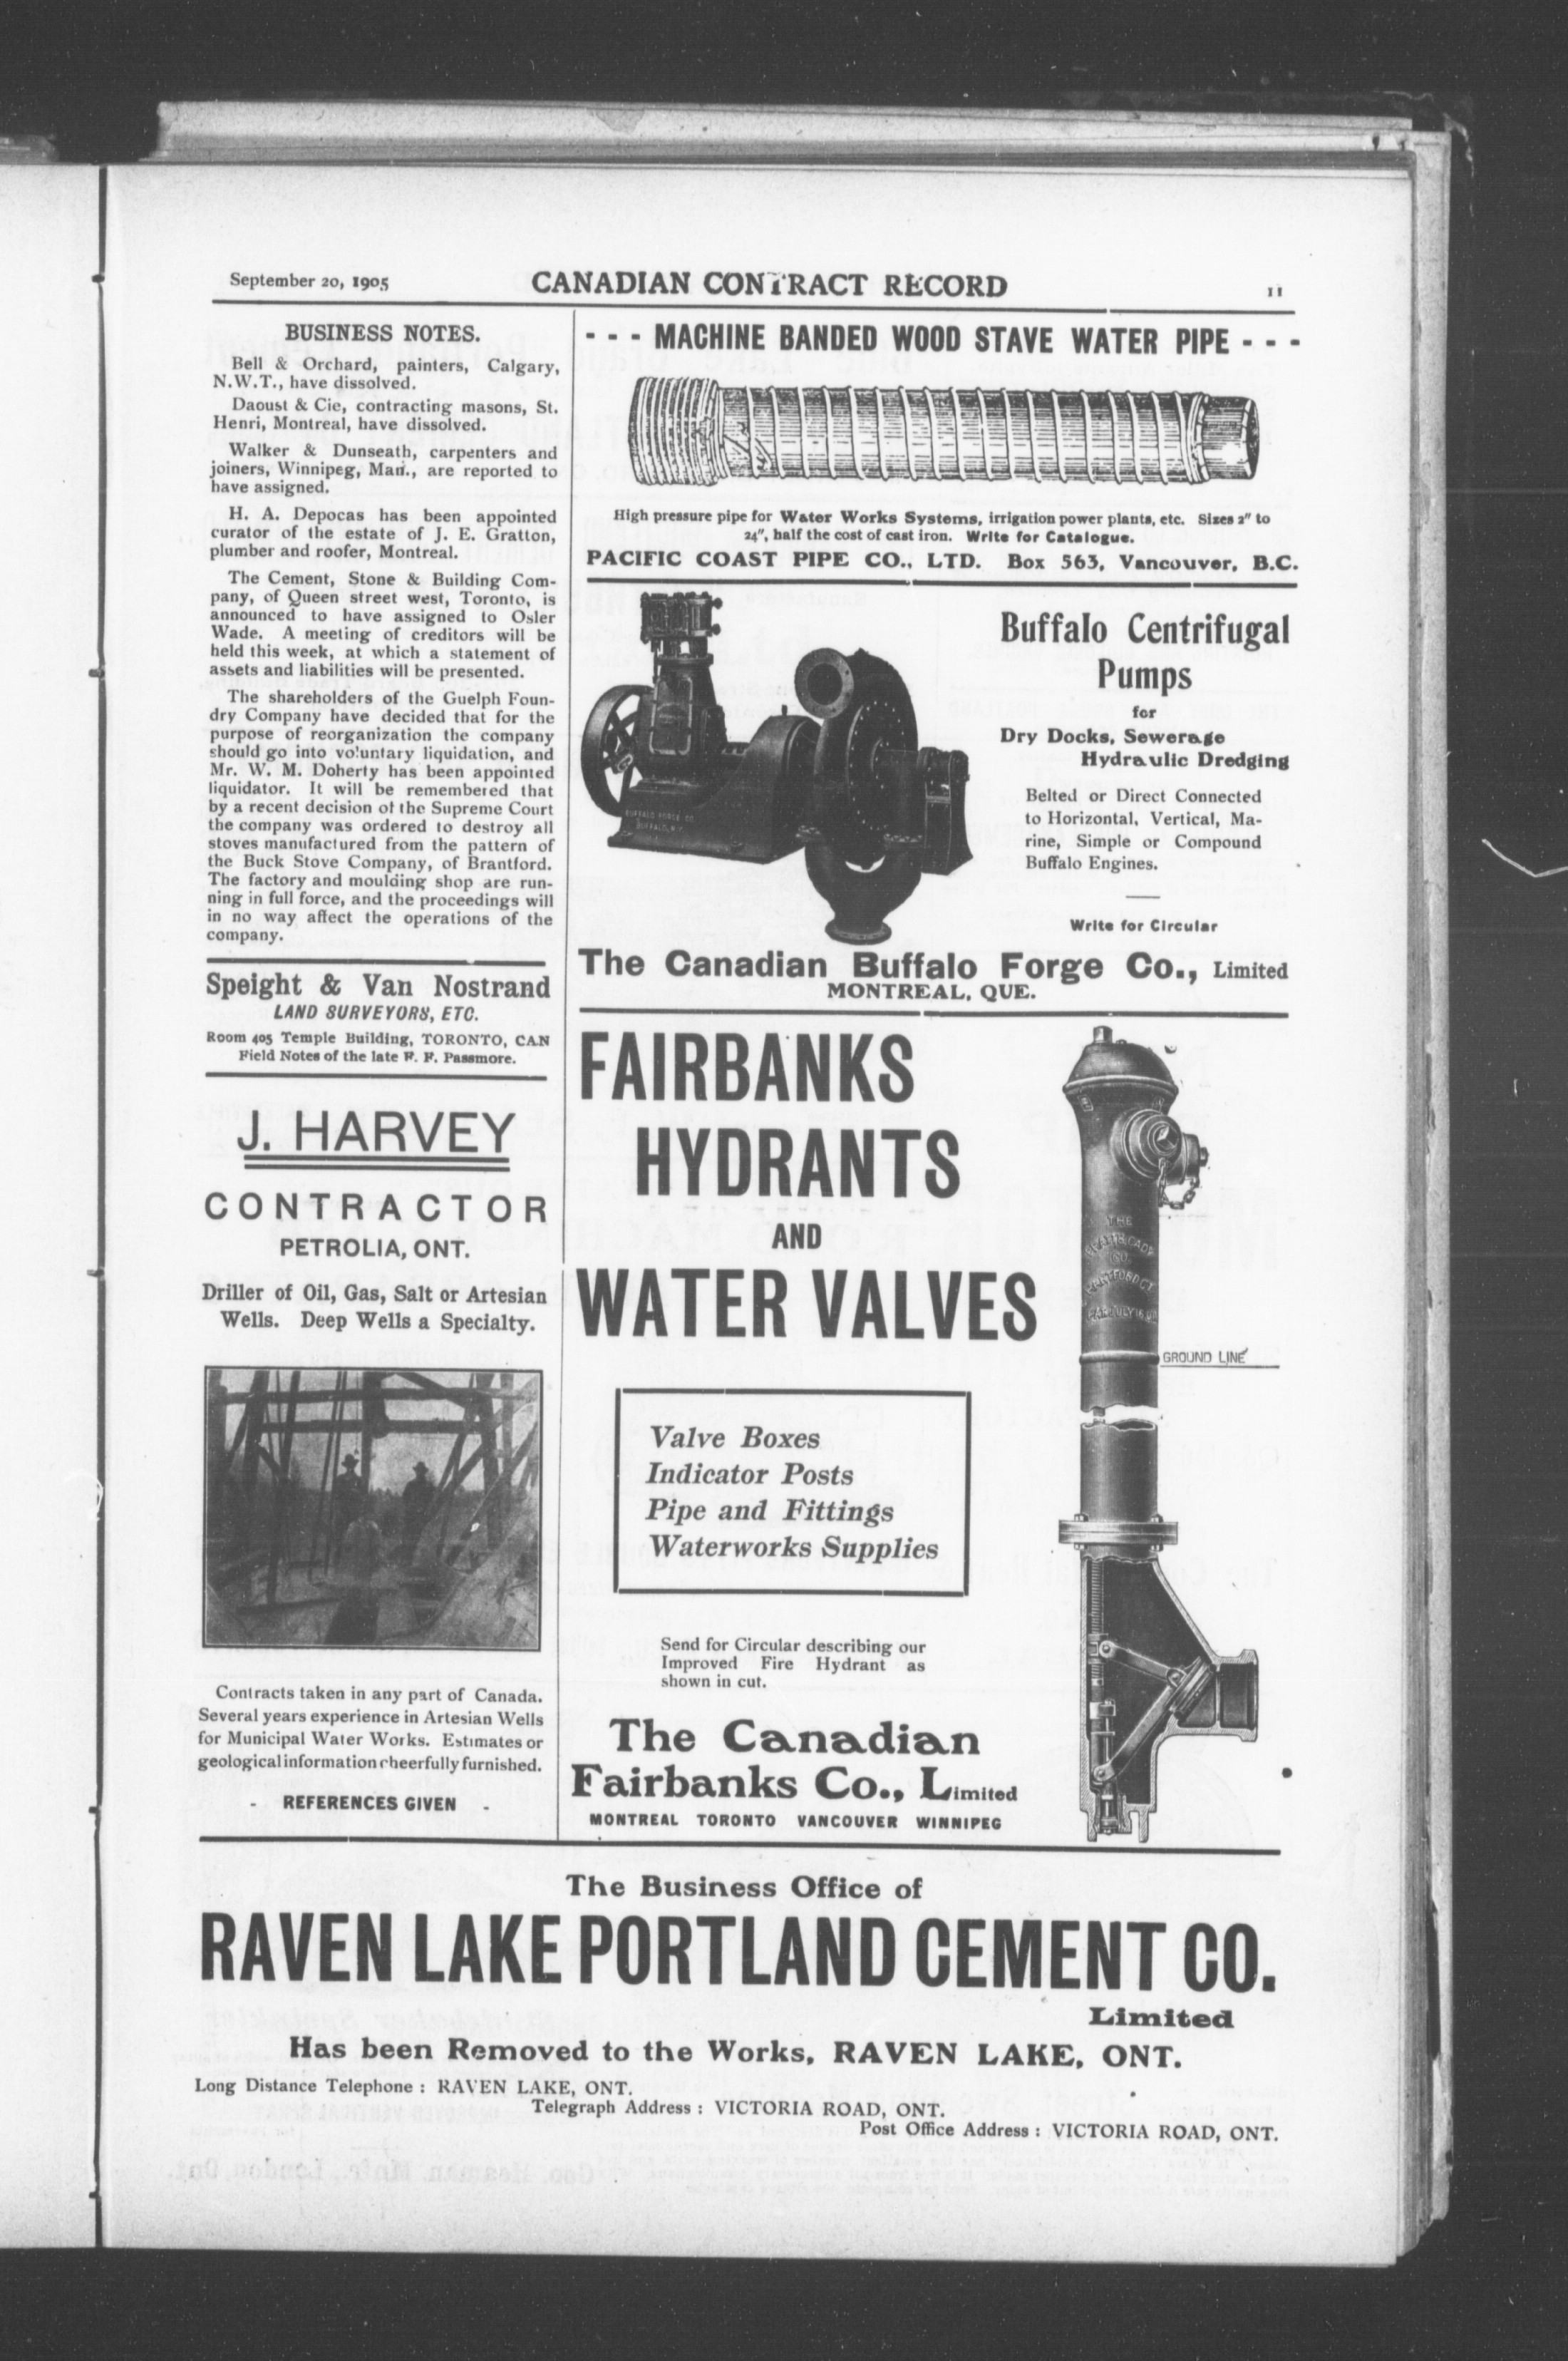 September 20, 1905
CANADIAN CONTRACT RECORD
11
BUSINESS NOTES.
Bell & Orchard, painters, Calgary,
N.W.T., have dissolved.
Daoust & Cie, contracting masons, St.
Henri, Montreal, have dissolved.
Walker & Dunseath, carpenters and
joiners, Winnipeg, Man., are reported to
have assigned.
H. A. Depocas has been appointed
curator of the estate of J. E. Gratton,
plumber and roofer, Montreal.
The Cement, Stone & Building Com-
pany, of Queen street west, Toronto, is
announced to have assigned to Osler
Wade. A meeting of creditors will be
held this week, at which a statement of
assets and liabilities will be presented.
The shareholders of the Guelph Foun-
dry Company have decided that for the
purpose of reorganization the company
should go into voluntary liquidation, and
Mr. W. M. Doherty has been appointed
liquidator. It will be remembered that
by a recent decision of the Supreme Court
the company was ordered to destroy all
stoves manufactured from the pattern of
the Buck Stove Company, of Brantford.
The factory and moulding shop are run-
ning in full force, and the proceedings will
in no way affect the operations of the
company.
Speight & Van Nostrand
LAND SURVEYORS, ETC.
Room 405 Temple Building, TORONTO, CAN
Field Notes of the late F. F. Passmore.
J. HARVEY
CONTRACTOR
PETROLIA, ONT.
Driller of Oil, Gas, Salt or Artesian
Wells. Deep Wells a Specialty.
Contracts taken in any part of Canada.
Several years experience in Artesian Wells
for Municipal Water Works. Estimates or
geological information cheerfully furnished.
- REFERENCES GIVEN -
- - - MACHINE BANDED WOOD STAVE WATER PIPE - - -
High pressure pipe for Water Works Systems, irrigation power plants, etc. Sizes 2" to
24", half the cost of cast iron. Write for Catalogue.
PACIFIC COAST PIPE CO., LTD. Box 563, Vancouver, B.C.
BUFFALO FORGE CO.
BUFFALO, N.Y.
Buffalo Centrifugal
Pumps
for
Dry Docks, Sewerage
Hydraulic Dredging
Belted or Direct Connected
to Horizontal, Vertical, Ma-
rine, Simple or Compound
Buffalo Engines.
Write for Circular
The Canadian Buffalo Forge Co., Limited
MONTREAL, QUE.
FAIRBANKS
HYDRANTS
AND
WATER VALVES
THE
CO.
GROUND LINE
Valve Boxes
Indicator Posts
Pipe and Fittings
Waterworks Supplies
Send for Circular describing our
Improved Fire Hydrant as
shown in cut.
The Canadian
Fairbanks Co., Limited
MONTREAL TORONTO VANCOUVER WINNIPEG
The Business Office of
RAVEN LAKE PORTLAND CEMENT CO.
Limited
Has been Removed to the Works, RAVEN LAKE, ONT.
Long Distance Telephone : RAVEN LAKE, ONT.
Telegraph Address : VICTORIA ROAD, ONT.
Post Office Address : VICTORIA ROAD, ONT.